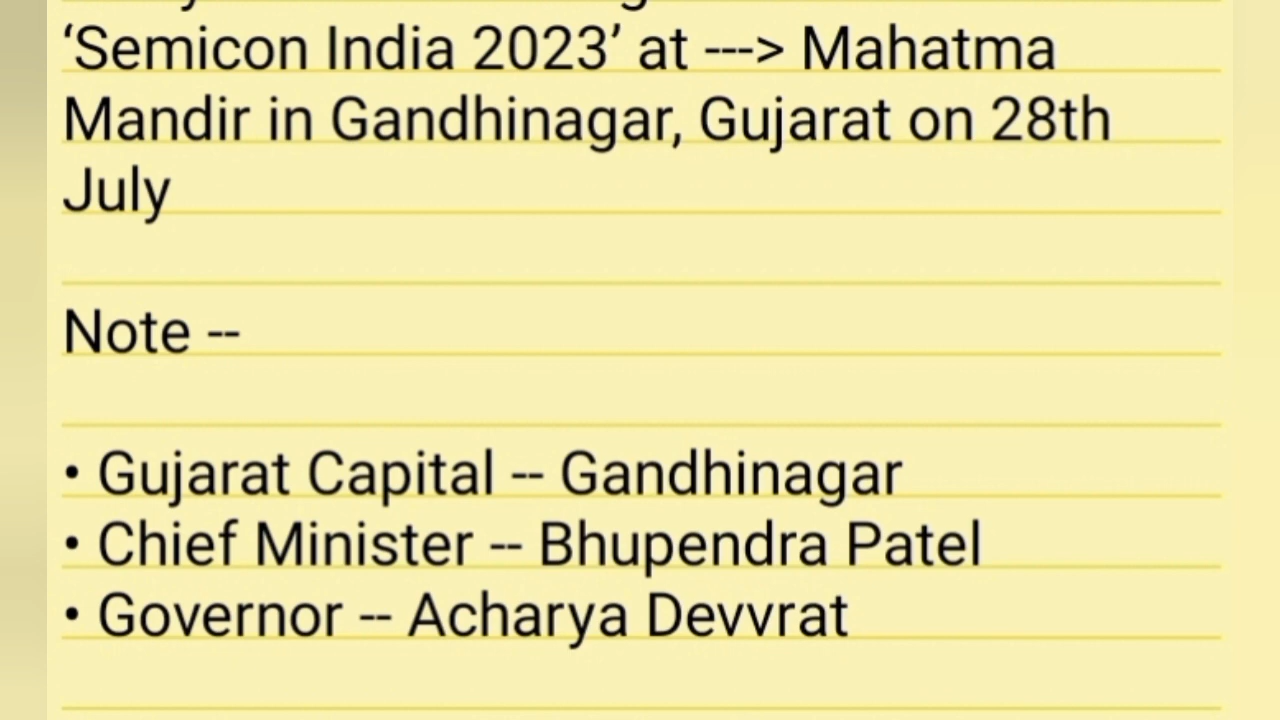 ‘Semicon India 2023’ at ---> Mahatma
Mandir in Gandhinagar, Gujarat on 28th
July
Note --
• Gujarat Capital -- Gandhinagar
• Chief Minister -- Bhupendra Patel
• Governor -- Acharya Devvrat